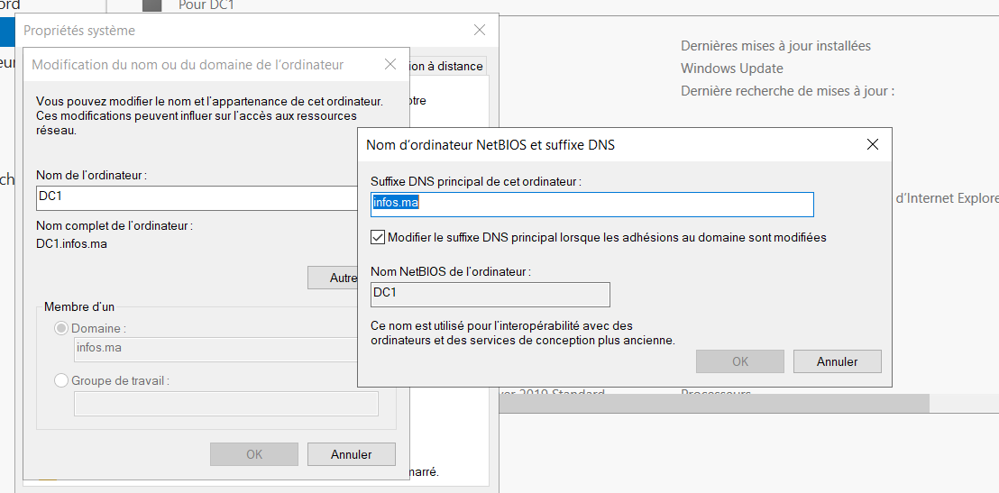 ord
Pour DC1
Propriétés système
Modification du nom ou du domaine de l'ordinateur
ion à distance
Vous pouvez modifier le nom et l'appartenance de cet ordinateur.
Ces modifications peuvent influer sur l'accès aux ressources
réseau.
otre
Nom de l'ordinateur :
DC1
Nom complet de l'ordinateur :
DC1.infos.ma
Autre
Membre d'un
Domaine :
infos.ma
Groupe de travail :
OK
Annuler
marré.
Dernières mises à jour installées
Windows Update
Dernière recherche de mises à jour :
Nom d'ordinateur NetBIOS et suffixe DNS
Suffixe DNS principal de cet ordinateur :
infos.ma
d'Internet Explore
Modifier le suffixe DNS principal lorsque les adhésions au domaine sont modifiées
Nom NetBIOS de l'ordinateur :
DC1
Ce nom est utilisé pour l'interopérabilité avec des
ordinateurs et des services de conception plus ancienne.
OK
Annuler
ver 2019 Standard
Processeurs